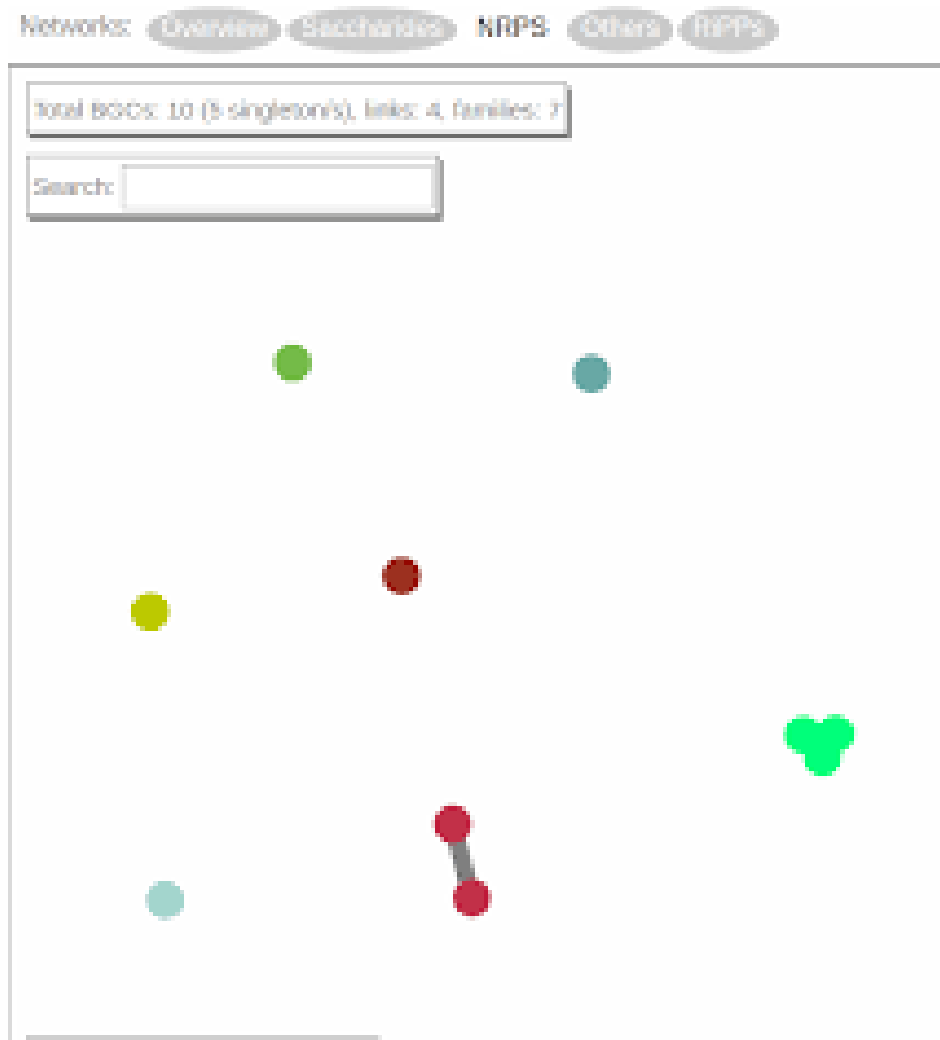 Networks: Overview Saccharides NRPS Others RiPPs
Total BGCs: 10 (5 singleton/s), links: 4, families: 7
Search: